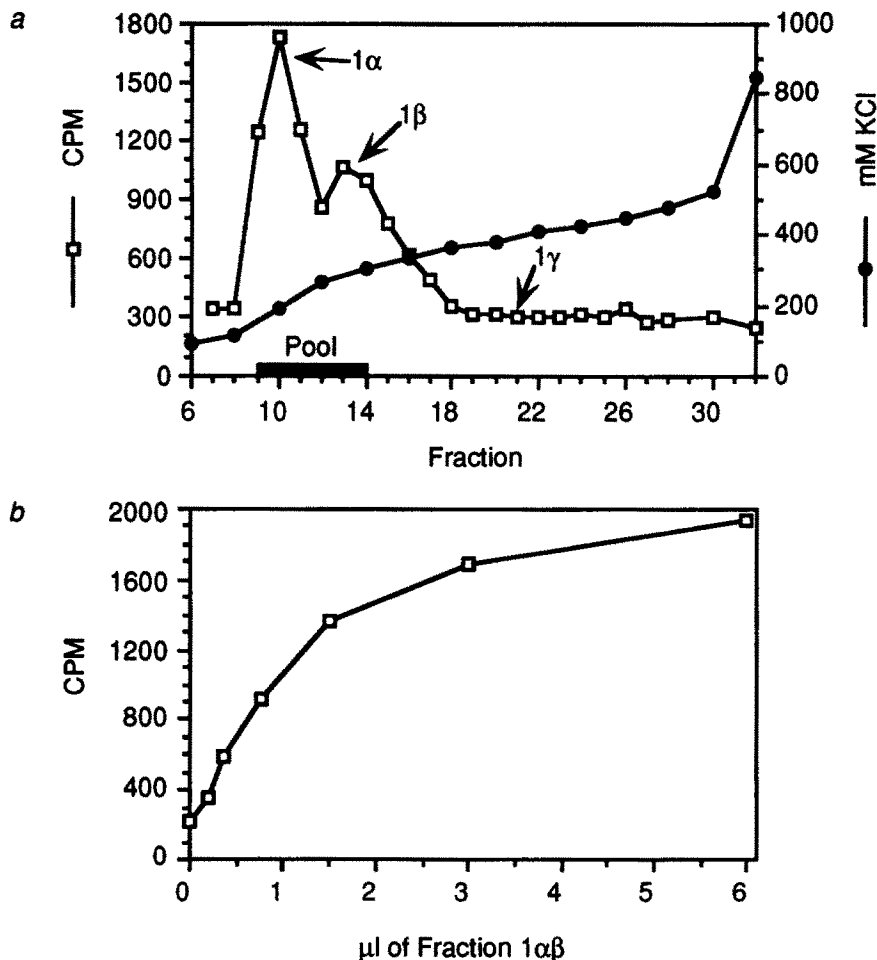 a
1800
1500
1200
900
600
300
0
CPM
1α
1β
1γ
Pool
1000
800
600
400
200
0
mM KCl
6 10 14 18 22 26 30
Fraction
b
2000
1600
1200
800
400
0
CPM
0 1 2 3 4 5 6
µl of Fraction 1αβ